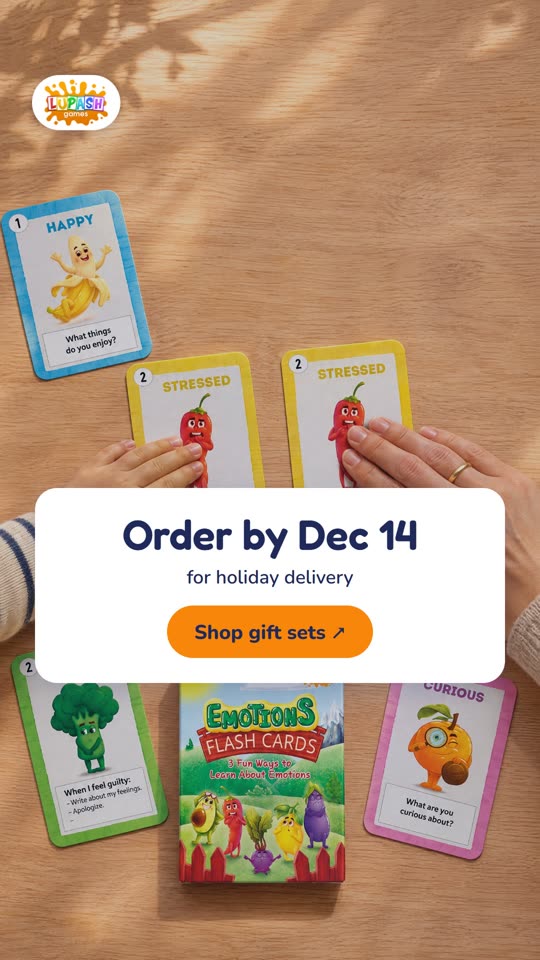 LUPASH
games
1
HAPPY
What things
do you enjoy?
2
STRESSED
2
STRESSED
Order by Dec 14
for holiday delivery
Shop gift sets ↗
2
When I feel guilty:
- Write about my feelings.
- Apologize.
-
EMOTIONS
FLASH CARDS
3 Fun Ways to
Learn About Emotions
CURIOUS
What are you
curious about?